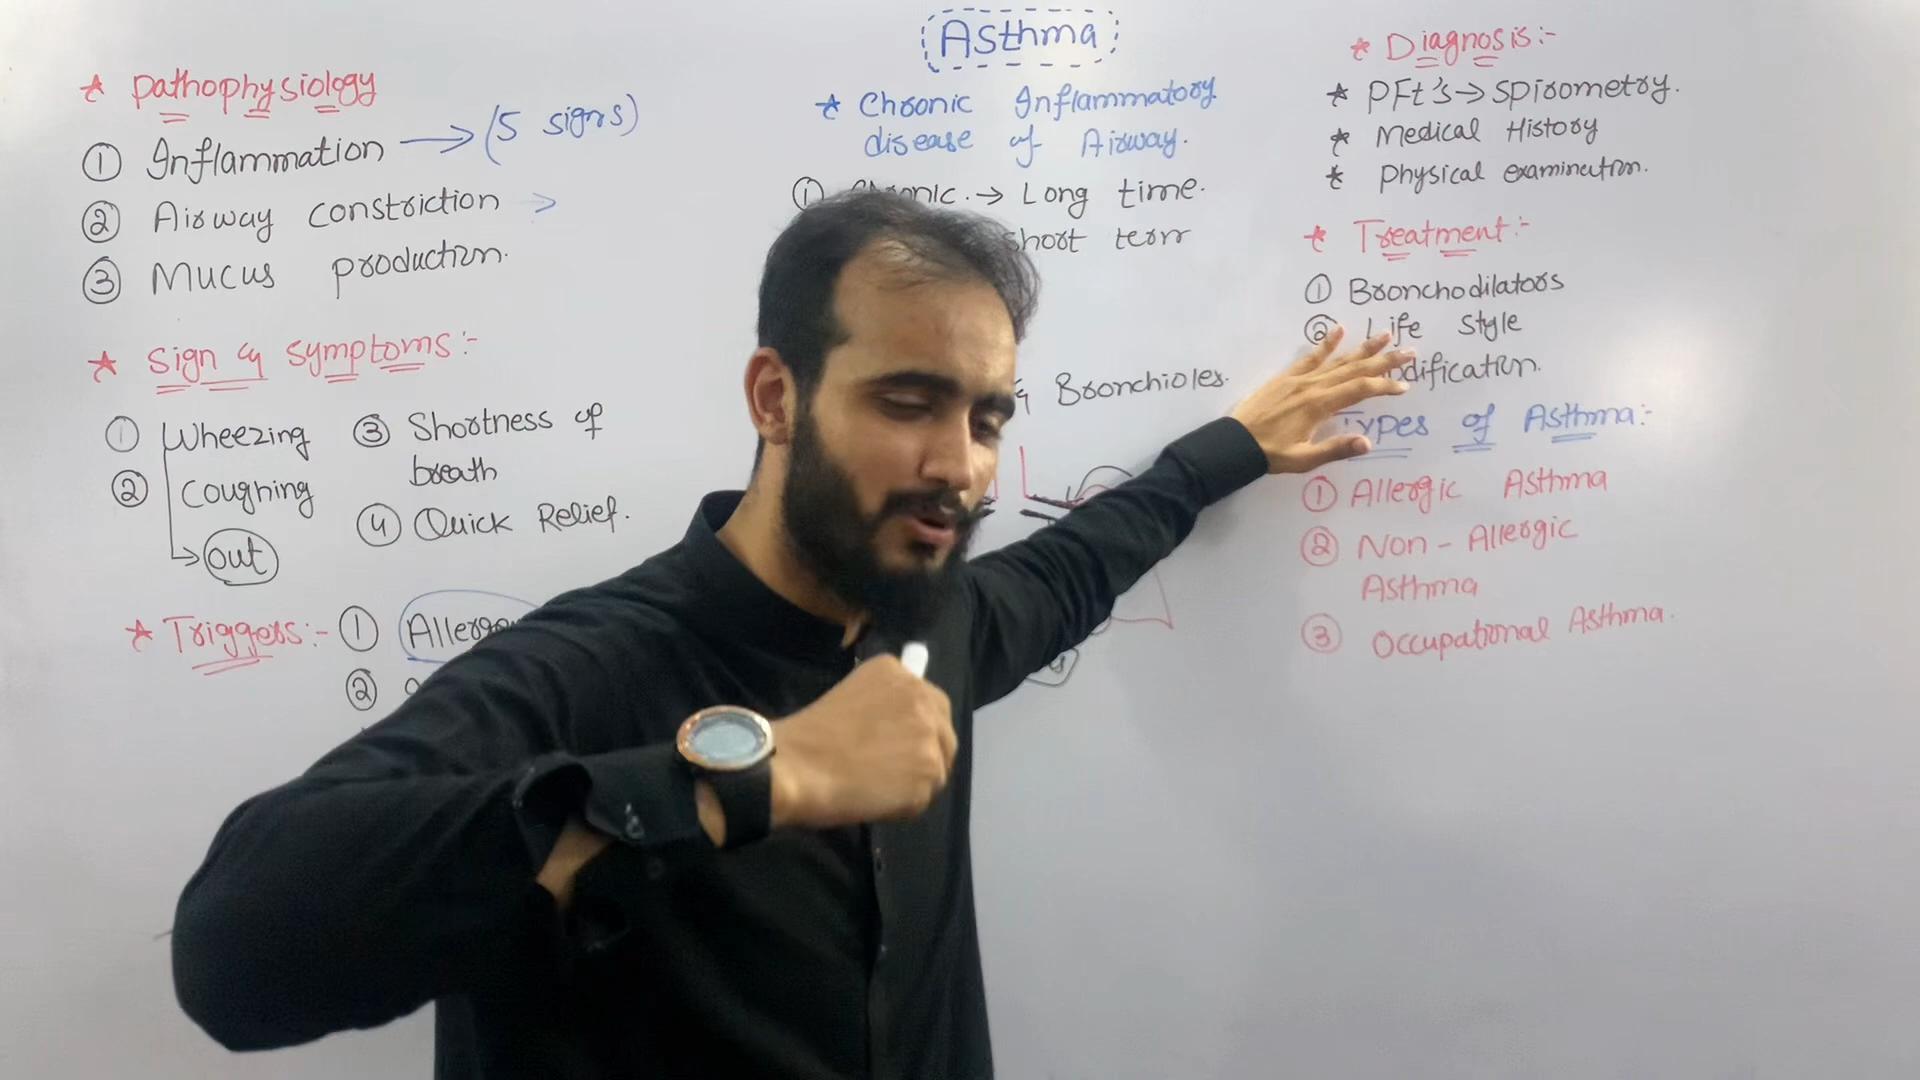 ★ Pathophysiology
① Inflammation → (5 signs)
② Airway constriction →
③ Mucus production.
★ Sign & Symptoms:-
① Wheezing
② Coughing
→ out
③ Shortness of
breath
④ Quick Relief.
★ Triggers:- ①
②
Asthma
★ Chronic Inflammatory
disease of Airway.
① → Long time.
short term
& Bronchioles.
★ Diagnosis:-
★ PFT's → Spirometry.
★ Medical History
★ Physical examination.
★ Treatment:-
① Bronchodilators
② Life Style
Types of Asthma:-
① Allergic Asthma
② Non-Allergic
Asthma
③ Occupational Asthma.